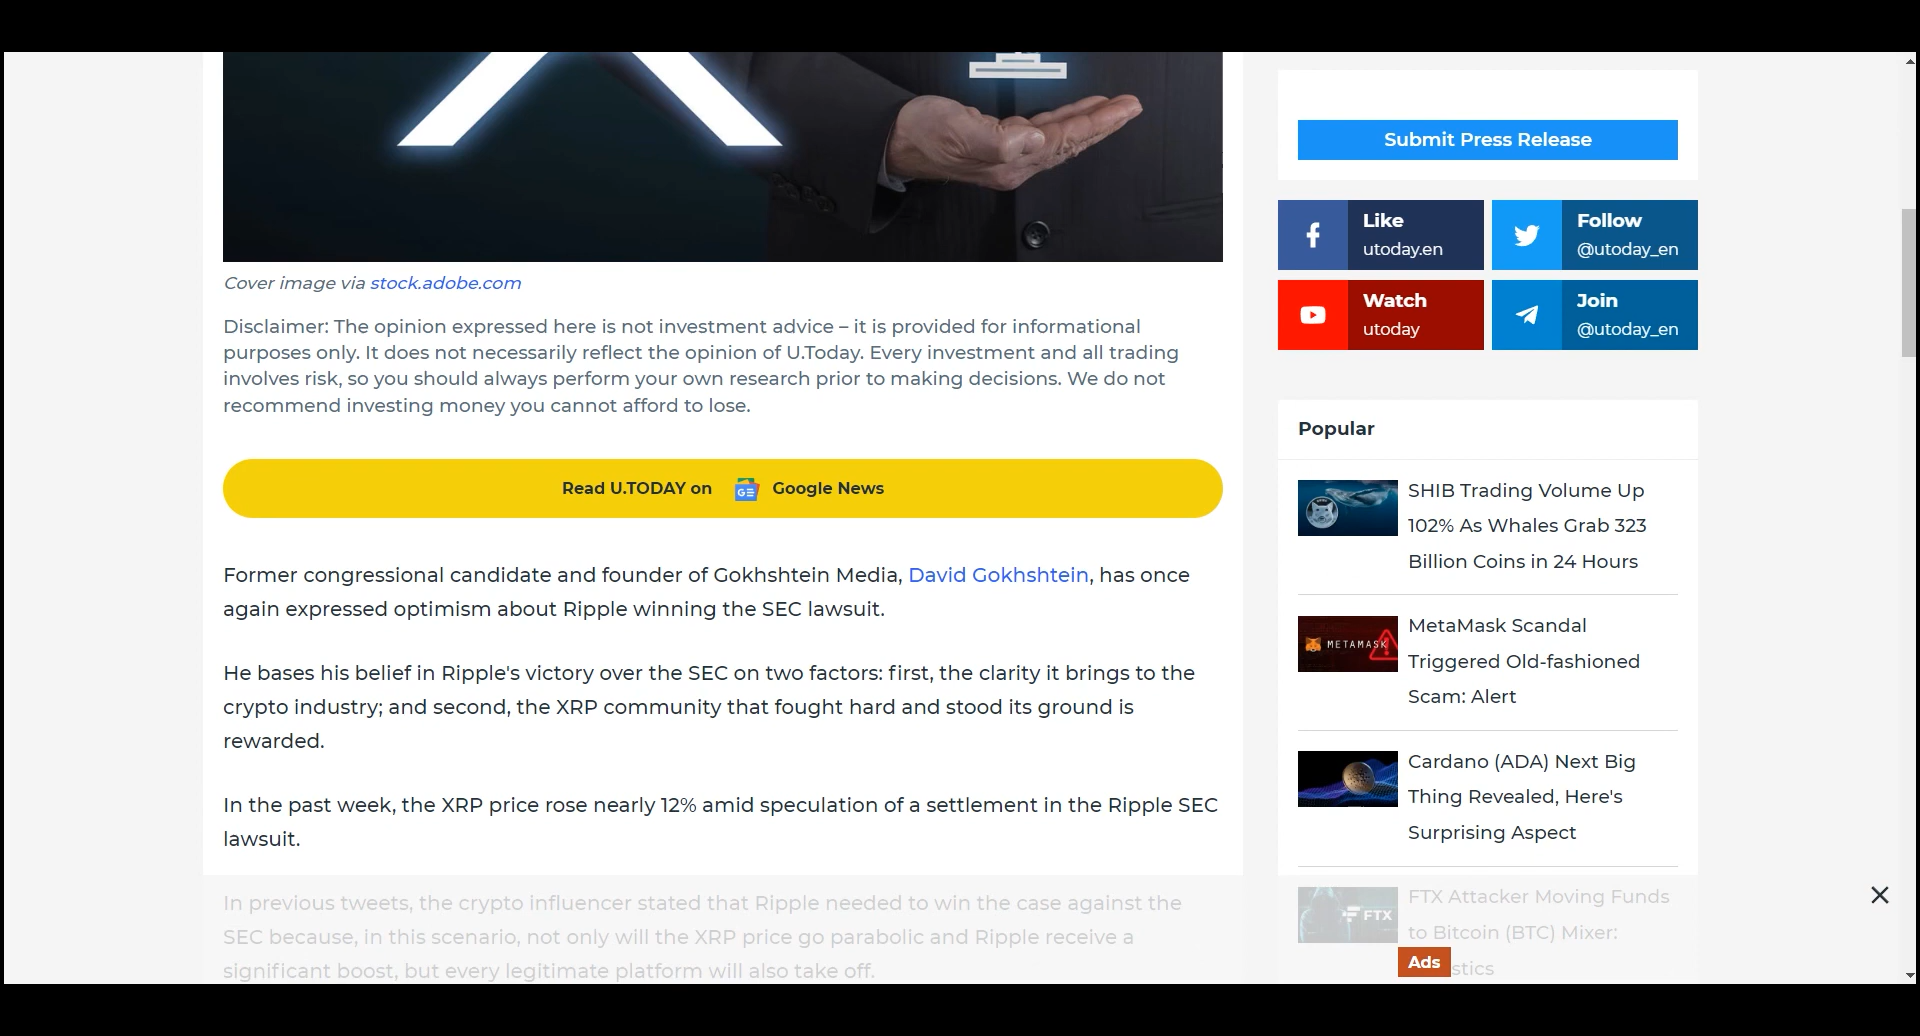 Cover image via stock.adobe.com
Disclaimer: The opinion expressed here is not investment advice – it is provided for informational
purposes only. It does not necessarily reflect the opinion of U.Today. Every investment and all trading
involves risk, so you should always perform your own research prior to making decisions. We do not
recommend investing money you cannot afford to lose.
Read U.TODAY on GE Google News
Former congressional candidate and founder of Gokhshtein Media, David Gokhshtein, has once
again expressed optimism about Ripple winning the SEC lawsuit.
He bases his belief in Ripple's victory over the SEC on two factors: first, the clarity it brings to the
crypto industry; and second, the XRP community that fought hard and stood its ground is
rewarded.
In the past week, the XRP price rose nearly 12% amid speculation of a settlement in the Ripple SEC
lawsuit.
In previous tweets, the crypto influencer stated that Ripple needed to win the case against the
SEC because, in this scenario, not only will the XRP price go parabolic and Ripple receive a
significant boost, but every legitimate platform will also take off.
Submit Press Release
Like
utoday.en
Follow
@utoday_en
Watch
utoday
Join
@utoday_en
Popular
SHIB Trading Volume Up
102% As Whales Grab 323
Billion Coins in 24 Hours
METAMASK
MetaMask Scandal
Triggered Old-fashioned
Scam: Alert
Cardano (ADA) Next Big
Thing Revealed, Here's
Surprising Aspect
FTX
FTX Attacker Moving Funds
to Bitcoin (BTC) Mixer:
stics
Ads